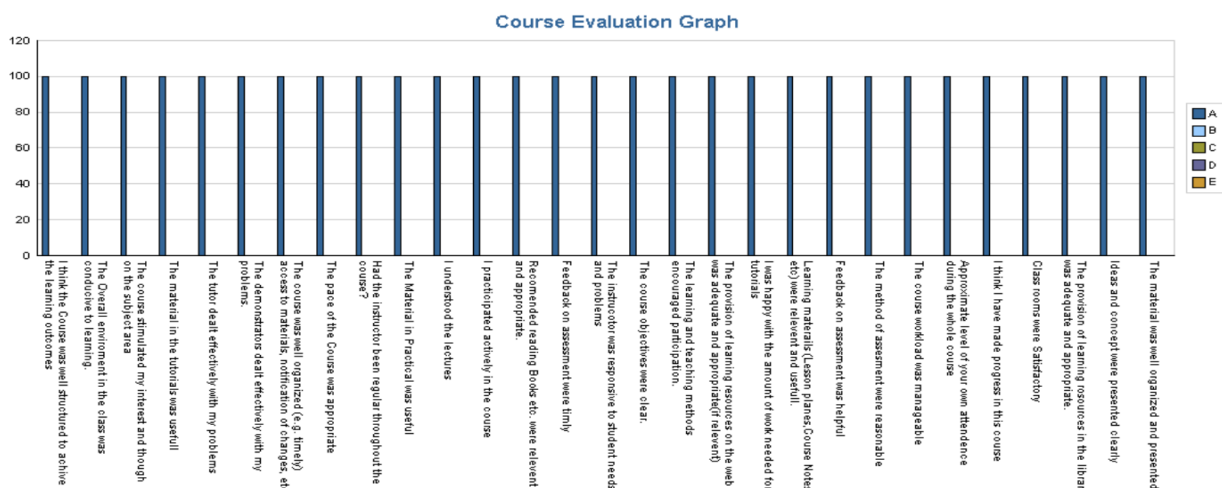 Course Evaluation Graph
120
100
80
60
40
20
0
A
B
C
D
E
I think the Course was well structured to achive
the learning outcomes
The Overall enviroment in the class was
conducive to learning.
The course stimulated my interest and though
on the subject area
The material in the tutorials was usefull
The tutor dealt effectively with my problems
The demonstrators dealt effectively with my
problems.
The course was well organized (e.g. timely)
access to materials, notification of changes, et
The pace of the Course was appropriate
Had the instructor been regular throughout the
course?
The Material in Practical was useful
I understood the lectures
I practicipated actively in the course
Recomended reading Books etc. were relevent
and appropriate.
Feedback on assessment were timly
The instrucotor was responsive to student needs
and problems
The course objectives were clear.
The learning and teaching methods
encouraged participation.
The provision of learning resources on the web
was adequate and appropriate(if relevent)
I was happy with the amount of work needed for
tutorials
Learning materails (Lesson planes,Course Notes
etc) were relevent and usefull.
Feedback on assessment was helpful
The method of assesment were reasonable
The course workload was manageable
Approximate level of your own attendence
during the whole course
I think I have made progress in this course
Class rooms were Satisfactory
The provision of learning rosources in the librar
was adequate and appropriate.
Ideas and concept were presented clearly
The material was well organized and presented